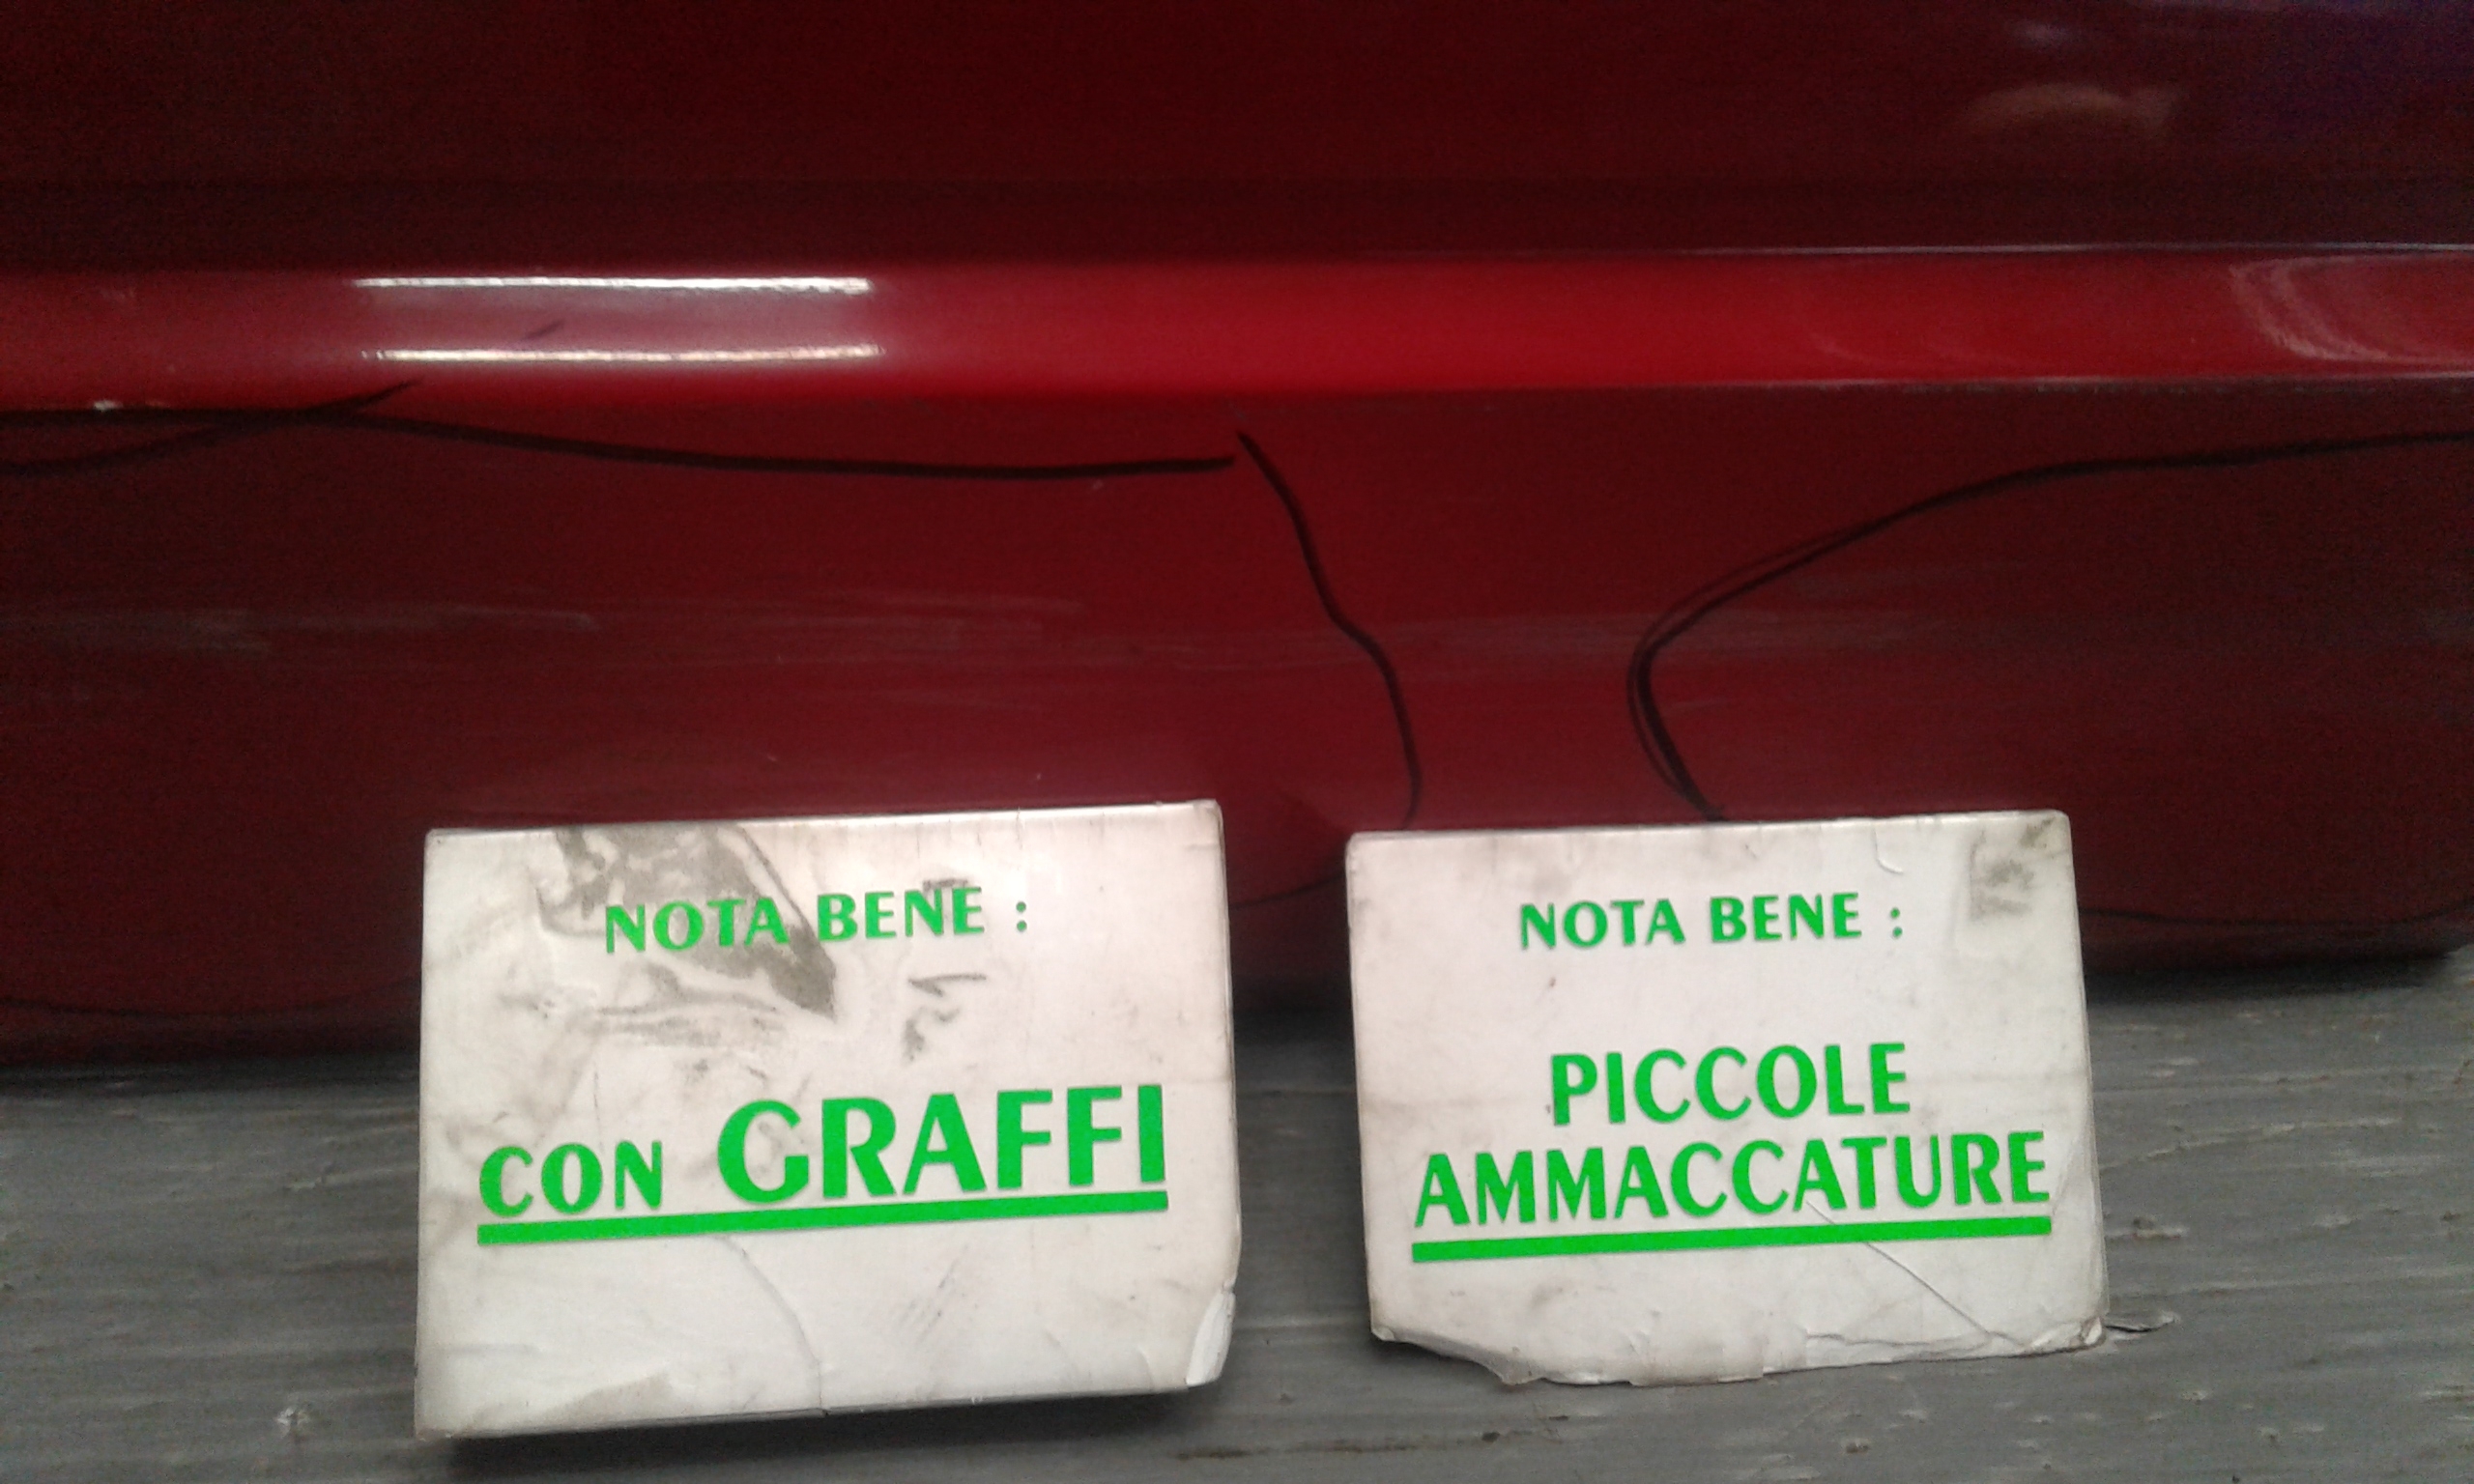 NOTA BENE :
CON GRAFFI
NOTA BENE :
PICCOLE
AMMACCATURE